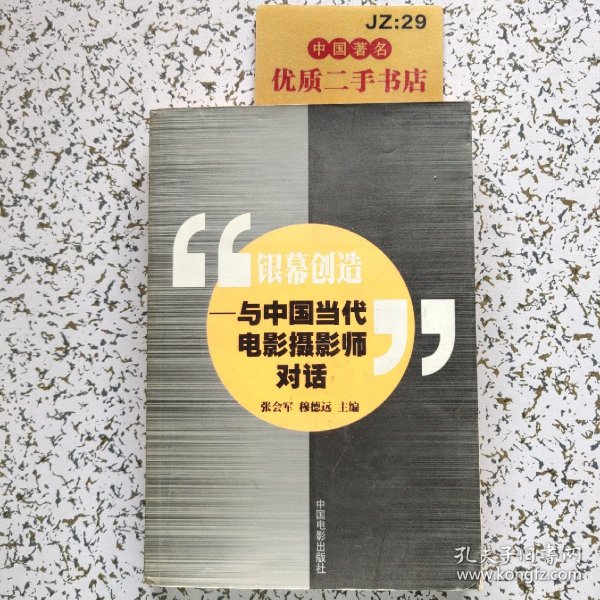 JZ:29
中国著名
优质二手书店
银幕创造
—与中国当代
电影摄影师
对话
张会军 穆德远 主编
中国电影出版社
孔夫子旧书网
www.kongfz.com